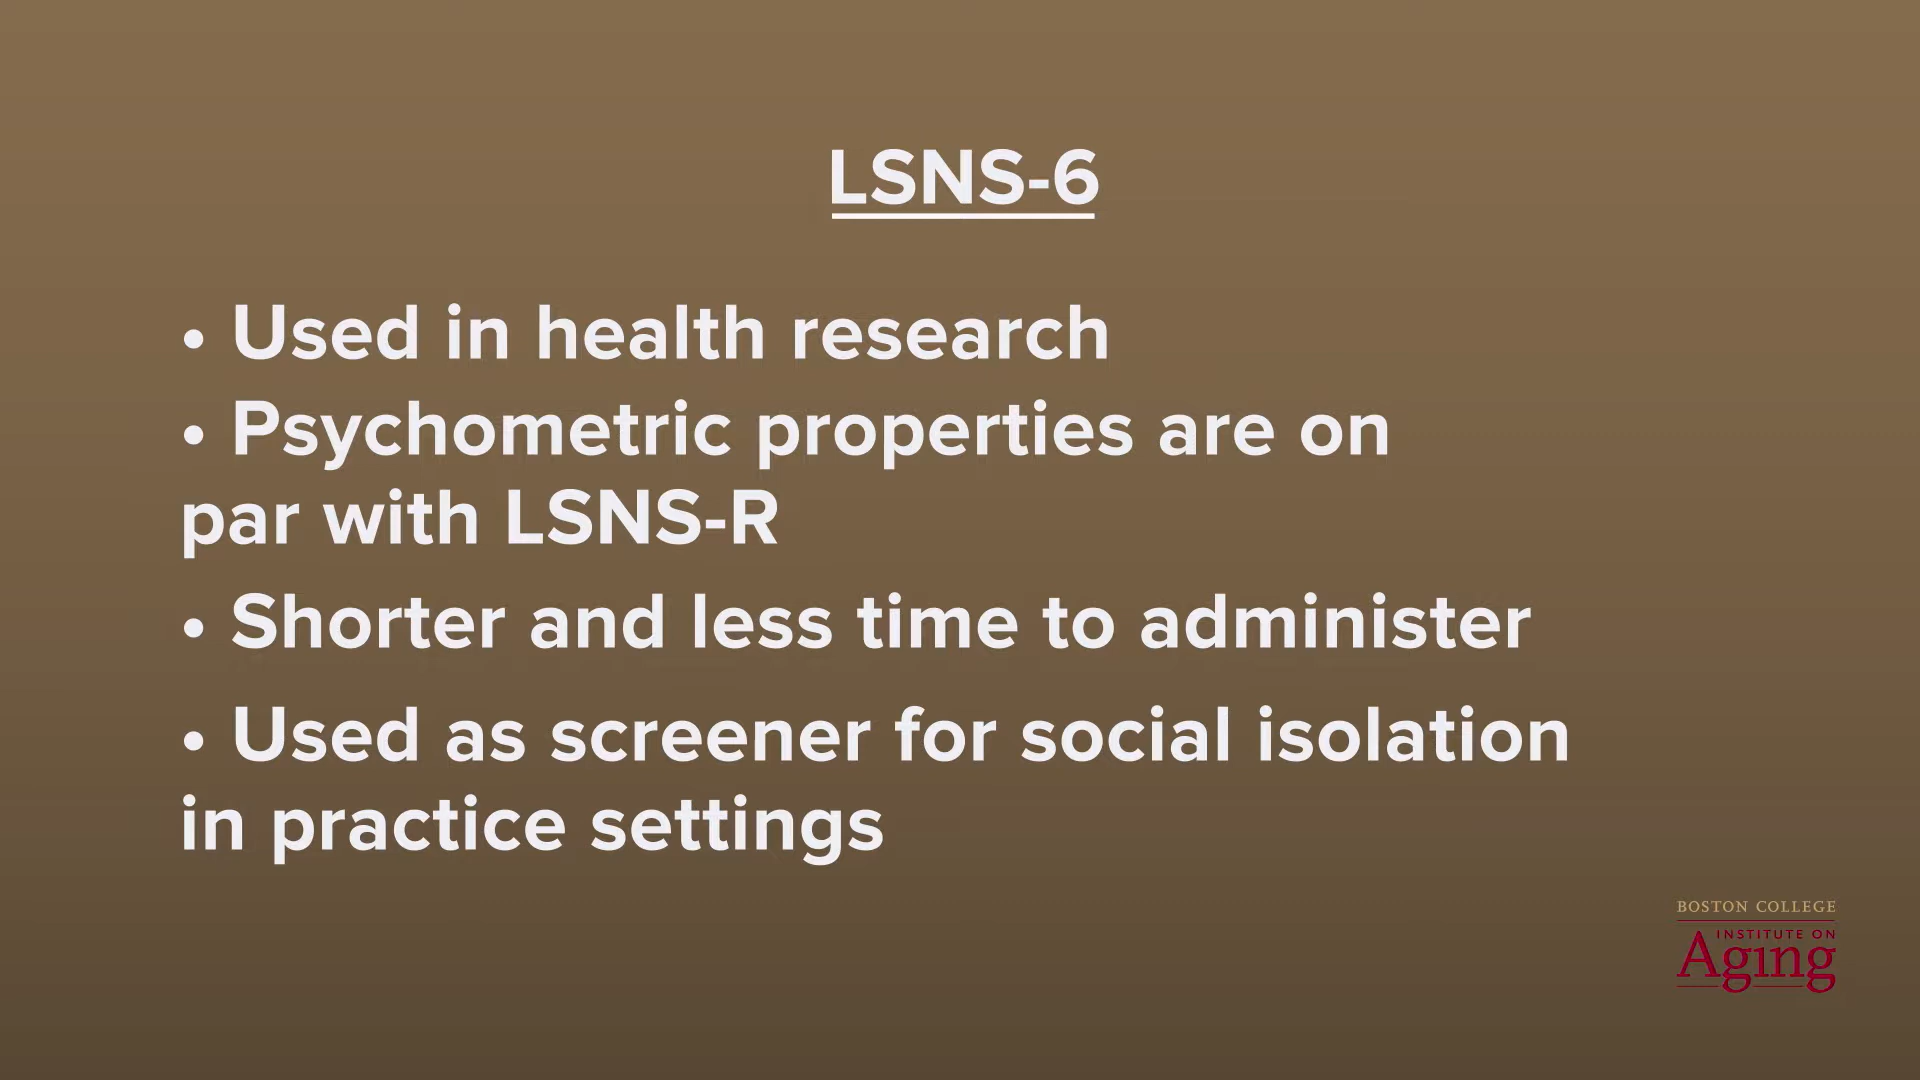 LSNS-6
• Used in health research
• Psychometric properties are on
par with LSNS-R
• Shorter and less time to administer
• Used as screener for social isolation
in practice settings
BOSTON COLLEGE
INSTITUTE ON
Aging